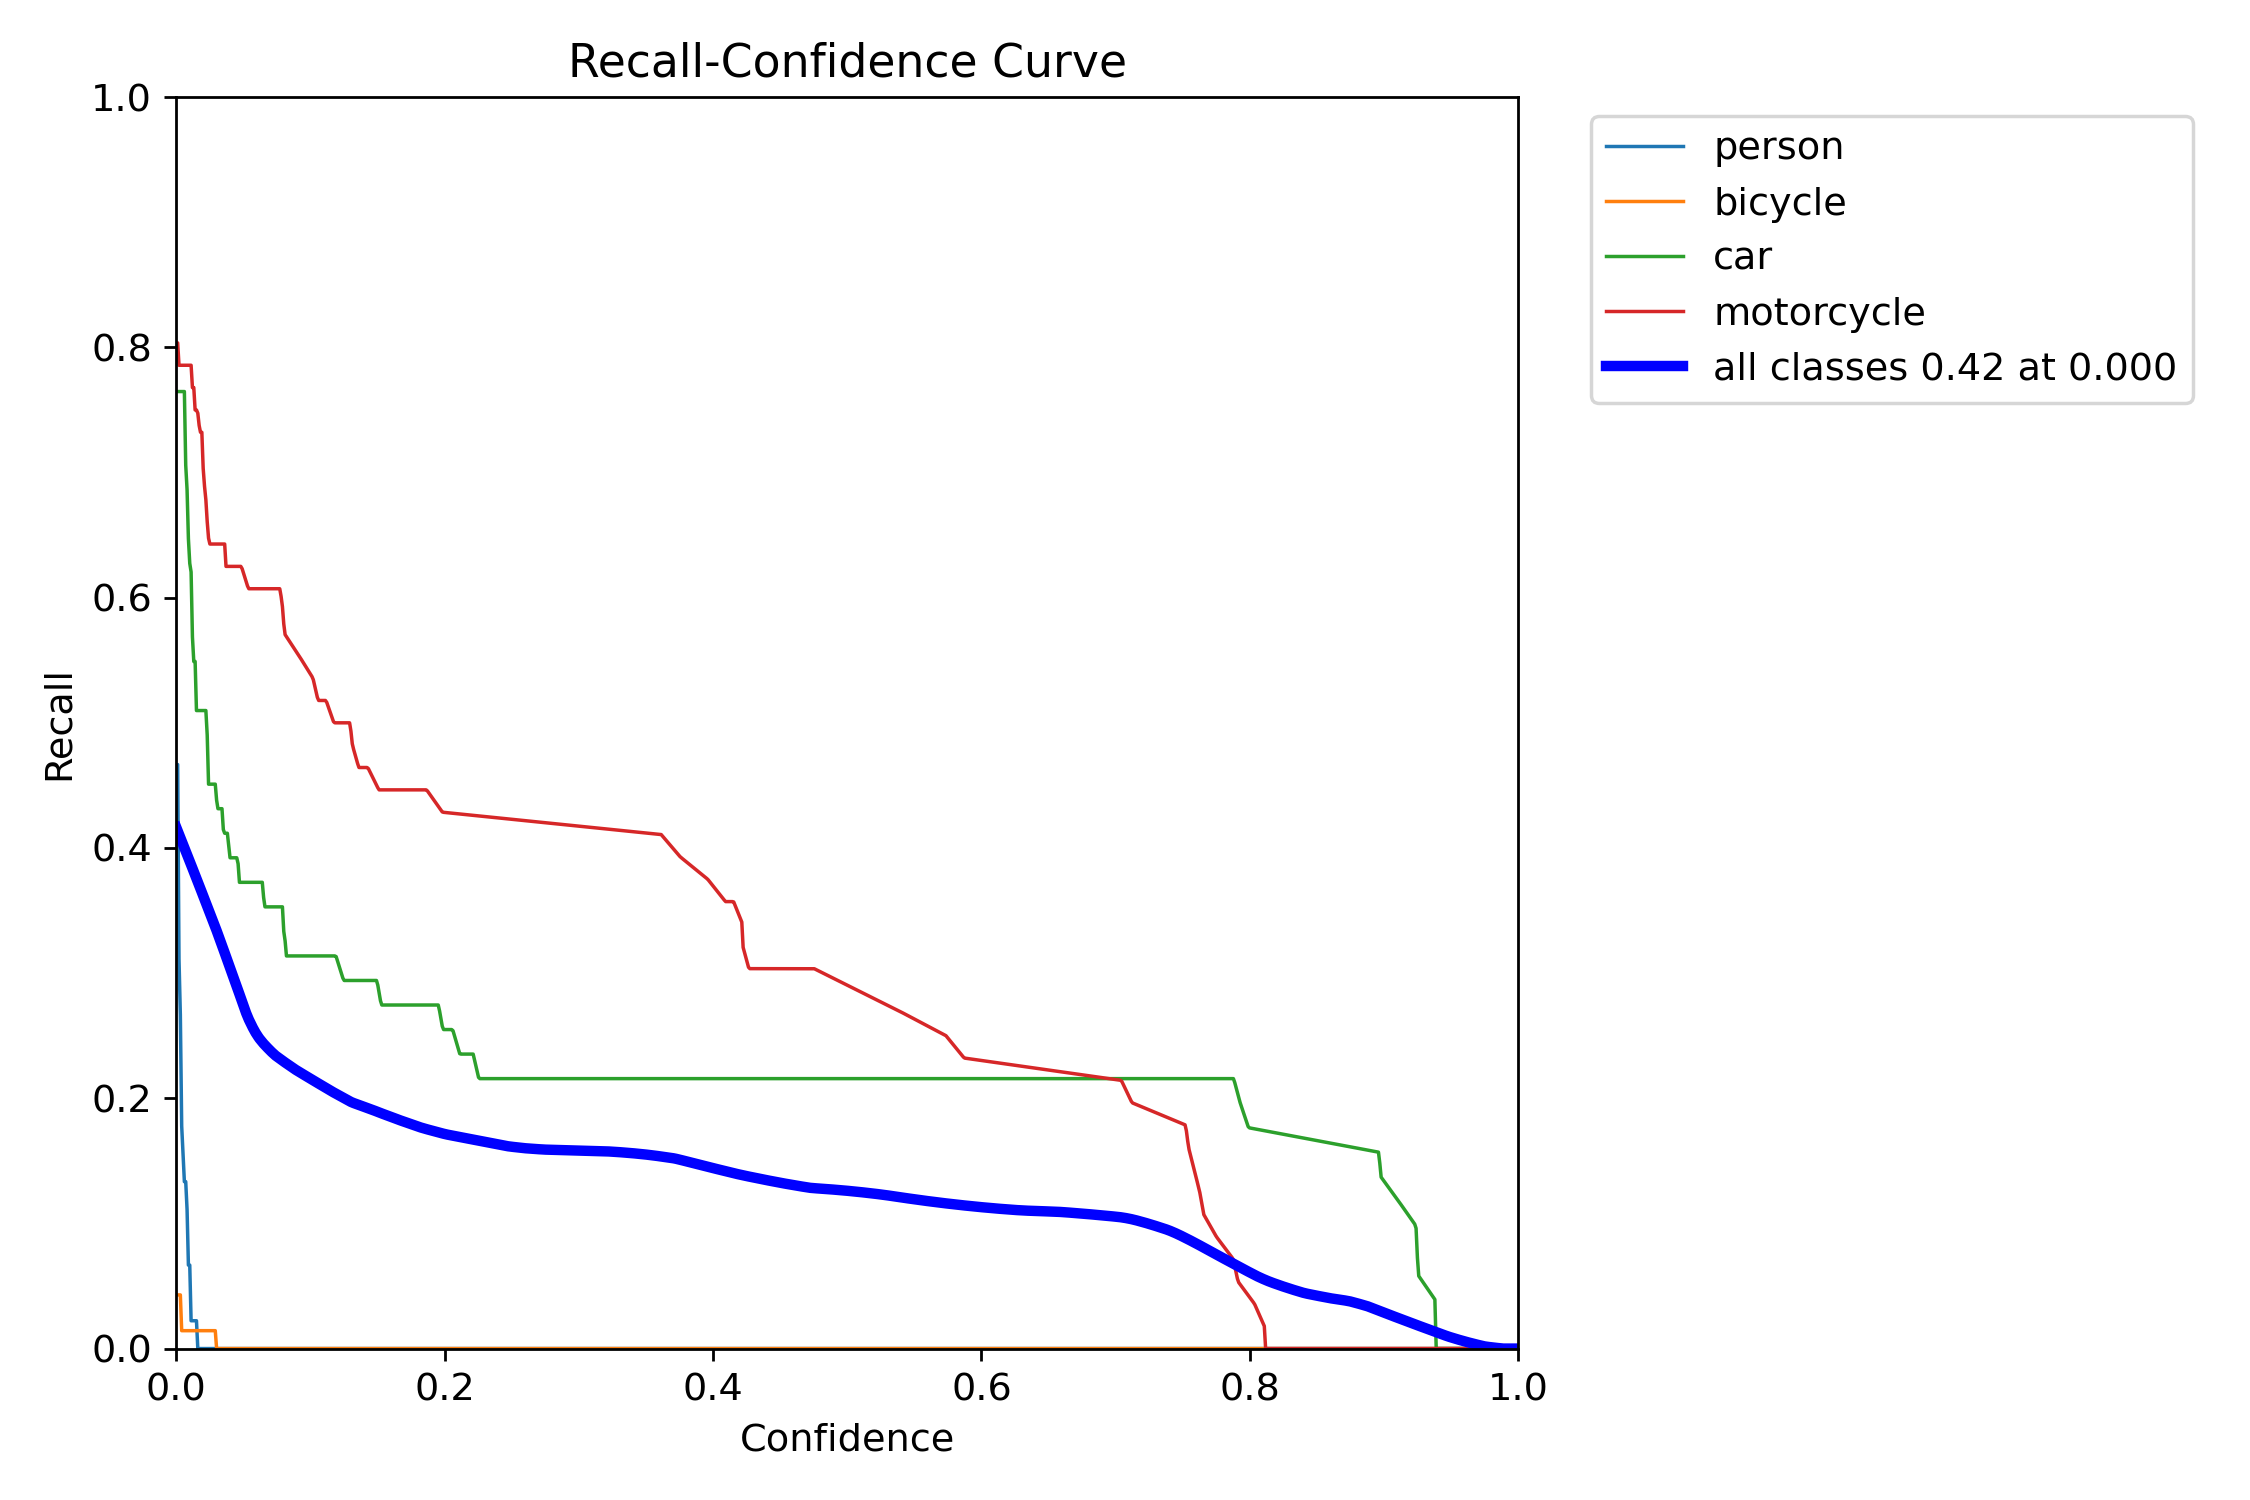 Recall-Confidence Curve
1.0
0.8
0.6
0.4
0.2
0.0
Recall
0.0 0.2 0.4 0.6 0.8 1.0
Confidence
person
bicycle
car
motorcycle
all classes 0.42 at 0.000